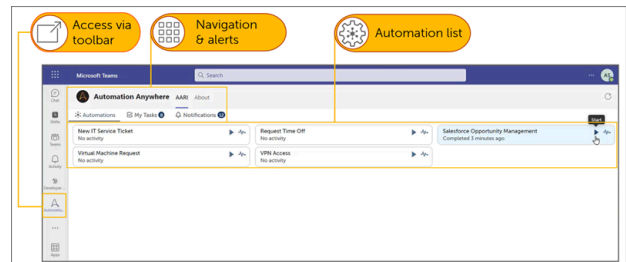 Access via
toolbar
Navigation
& alerts
Automation list
Microsoft Teams
Search
Chat
Automation Anywhere AARI About
Automations My Tasks Notifications
Start
New IT Service Ticket
No activity
Request Time Off
No activity
Salesforce Opportunity Management
Completed 3 minutes ago
Teams
Virtual Machine Request
No activity
VPN Access
No activity
Activity
Apps